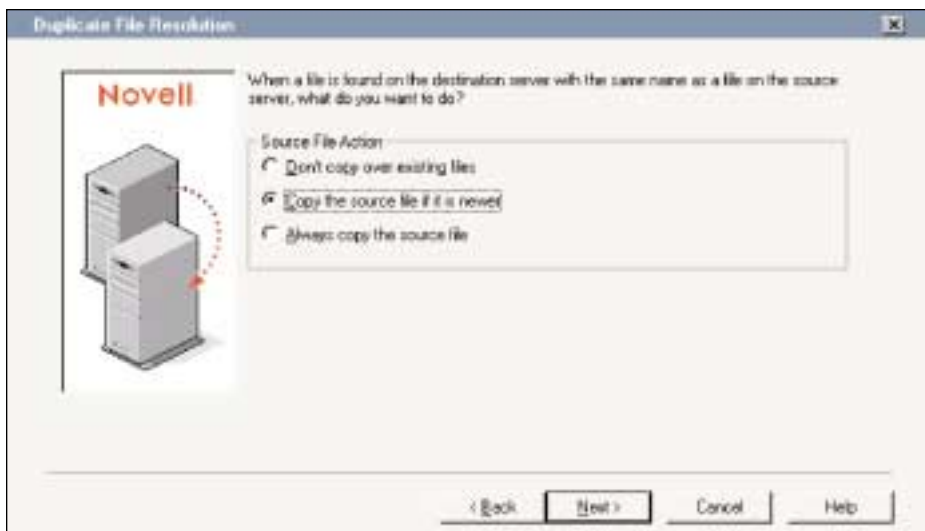 Duplicate File Resolution
Novell
When a file is found on the destination server with the same name as a file on the source
server, what do you want to do?
Source File Action
Don't copy over existing files
Copy the source file if it is newer
Always copy the source file
< Back
Next >
Cancel
Help